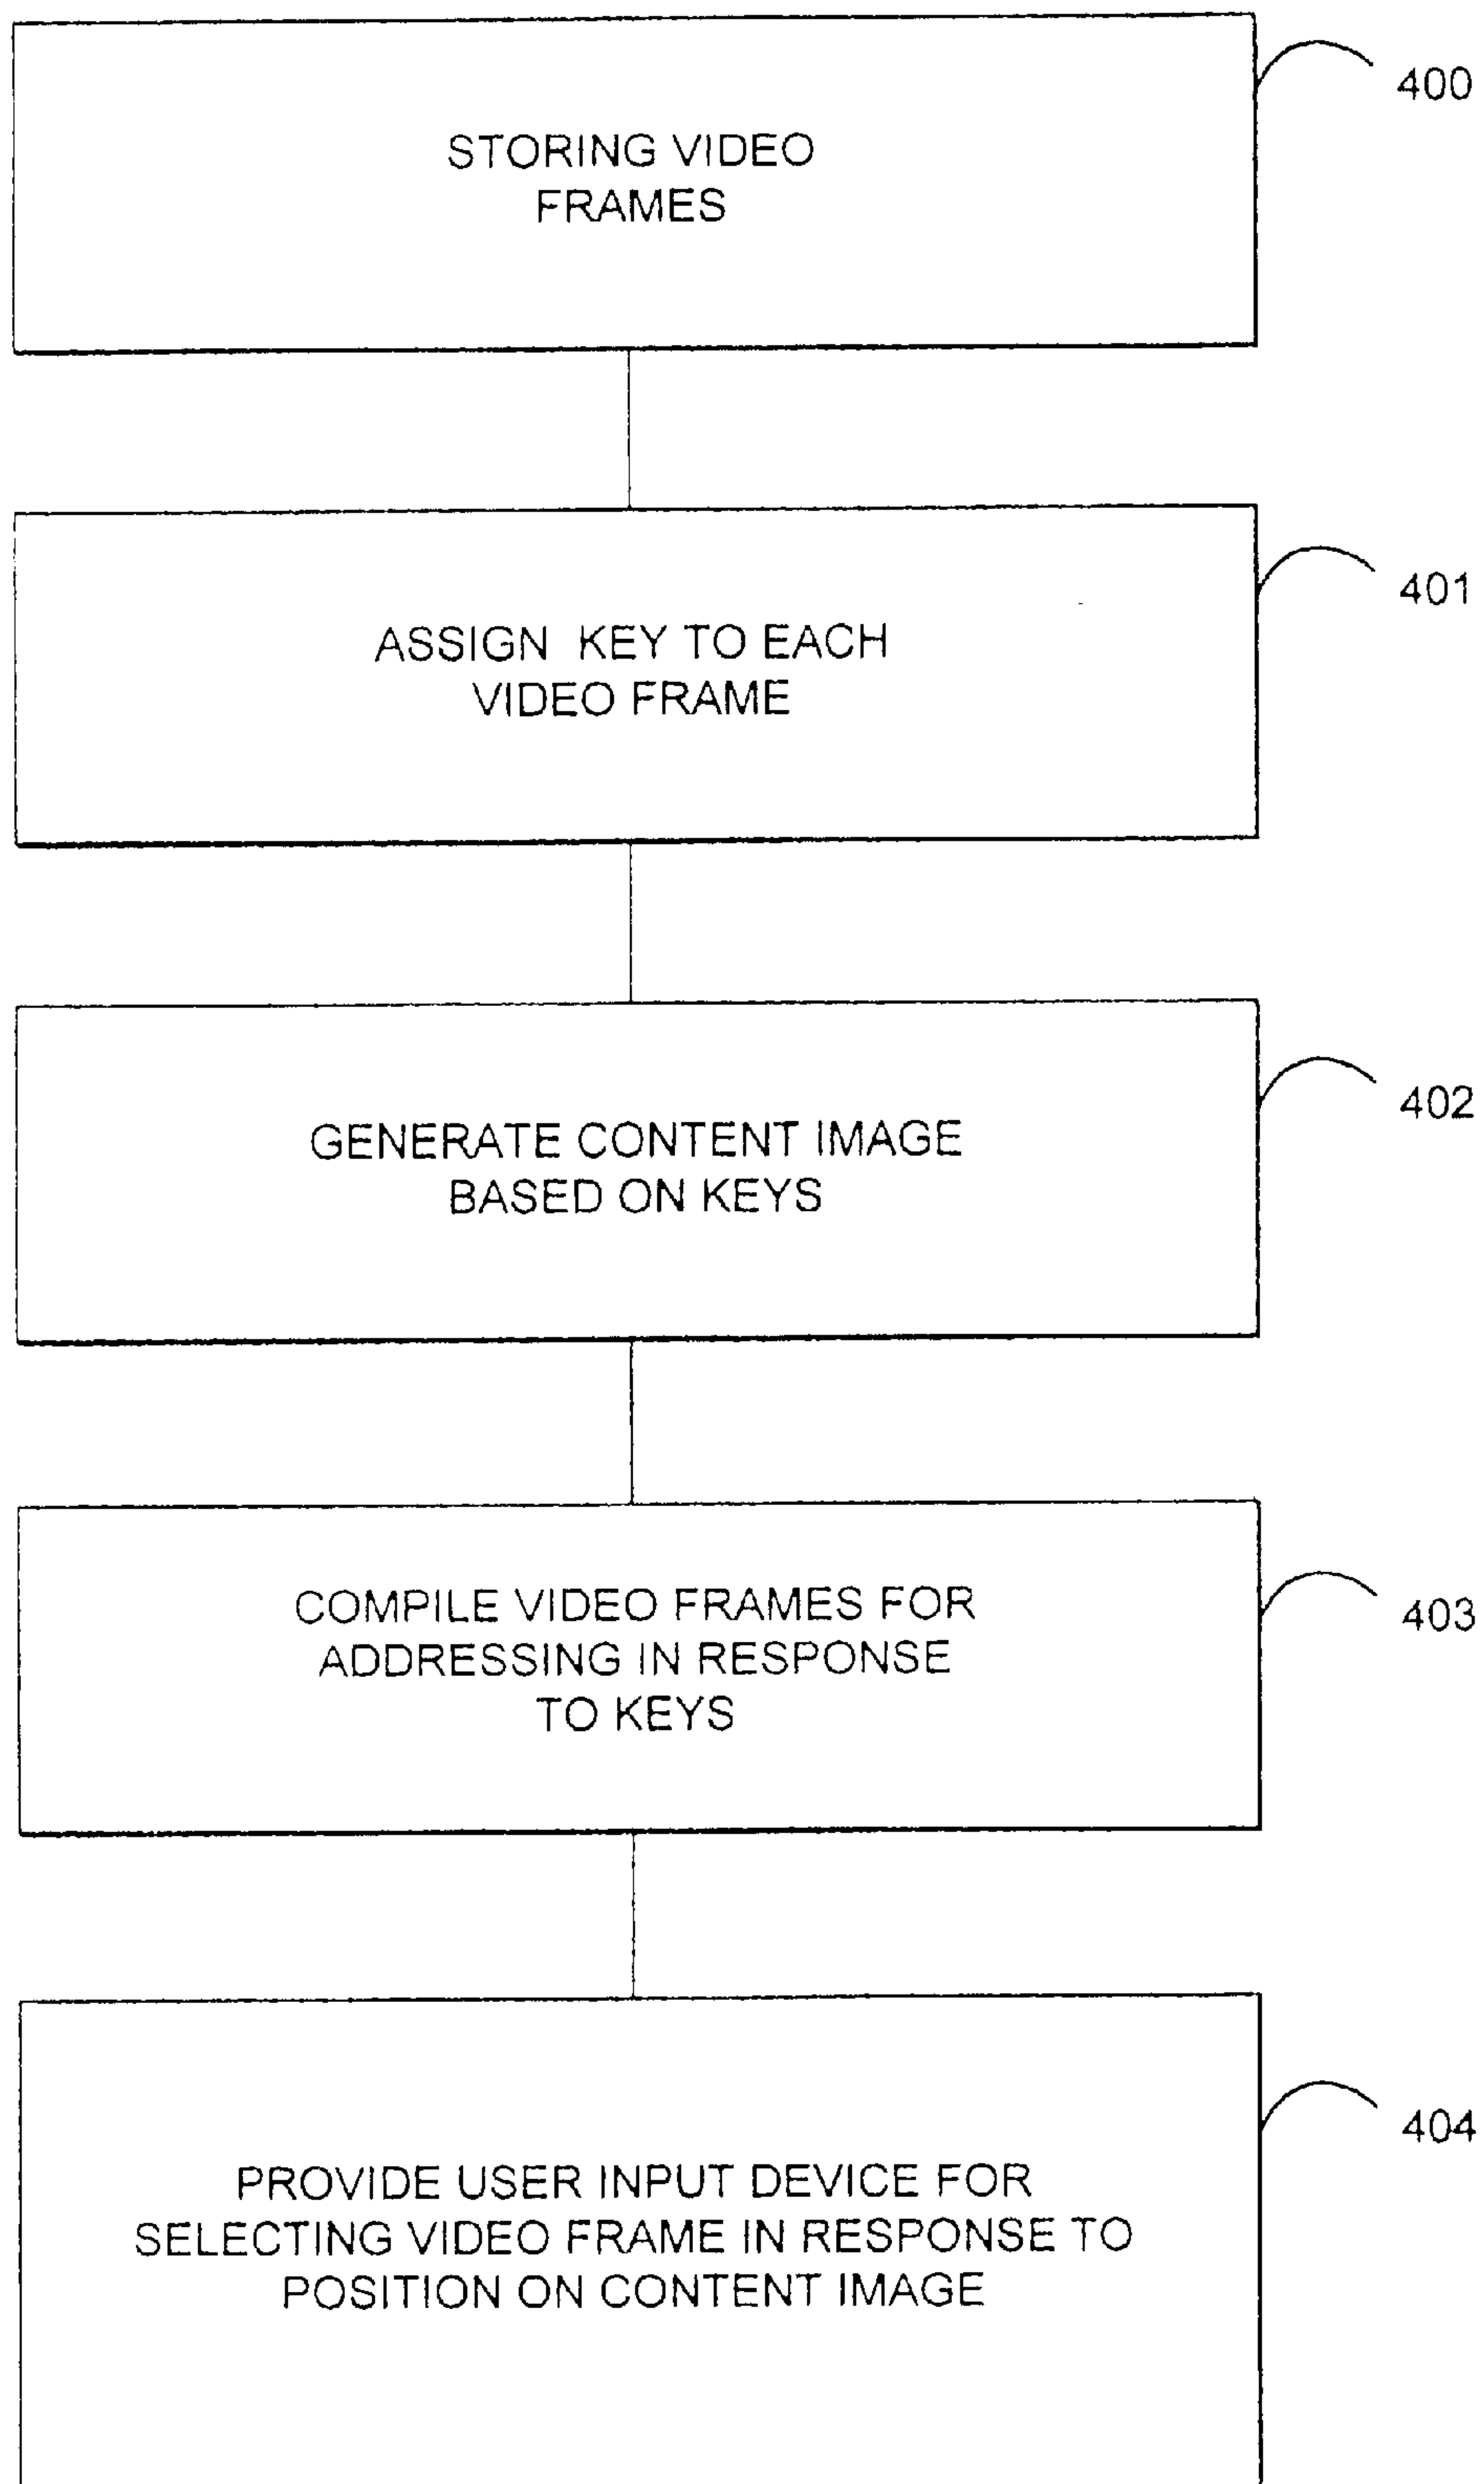 400
STORING VIDEO
FRAMES
401
ASSIGN KEY TO EACH
VIDEO FRAME
402
GENERATE CONTENT IMAGE
BASED ON KEYS
403
COMPILE VIDEO FRAMES FOR
ADDRESSING IN RESPONSE
TO KEYS
404
PROVIDE USER INPUT DEVICE FOR
SELECTING VIDEO FRAME IN RESPONSE TO
POSITION ON CONTENT IMAGE